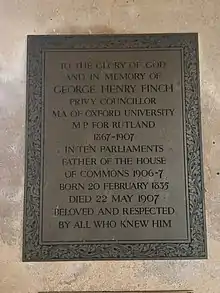 TO THE GLORY OF GOD
AND IN MEMORY OF
GEORGE HENRY FINCH
PRIVY COUNCILLOR
MA OF OXFORD UNIVERSITY
M P FOR RUTLAND
1867-1907
IN TEN PARLIAMENTS
FATHER OF THE HOUSE
OF COMMONS 1906-7
BORN 20 FEBRUARY 1835
DIED 22 MAY 1907
BELOVED AND RESPECTED
BY ALL WHO KNEW HIM